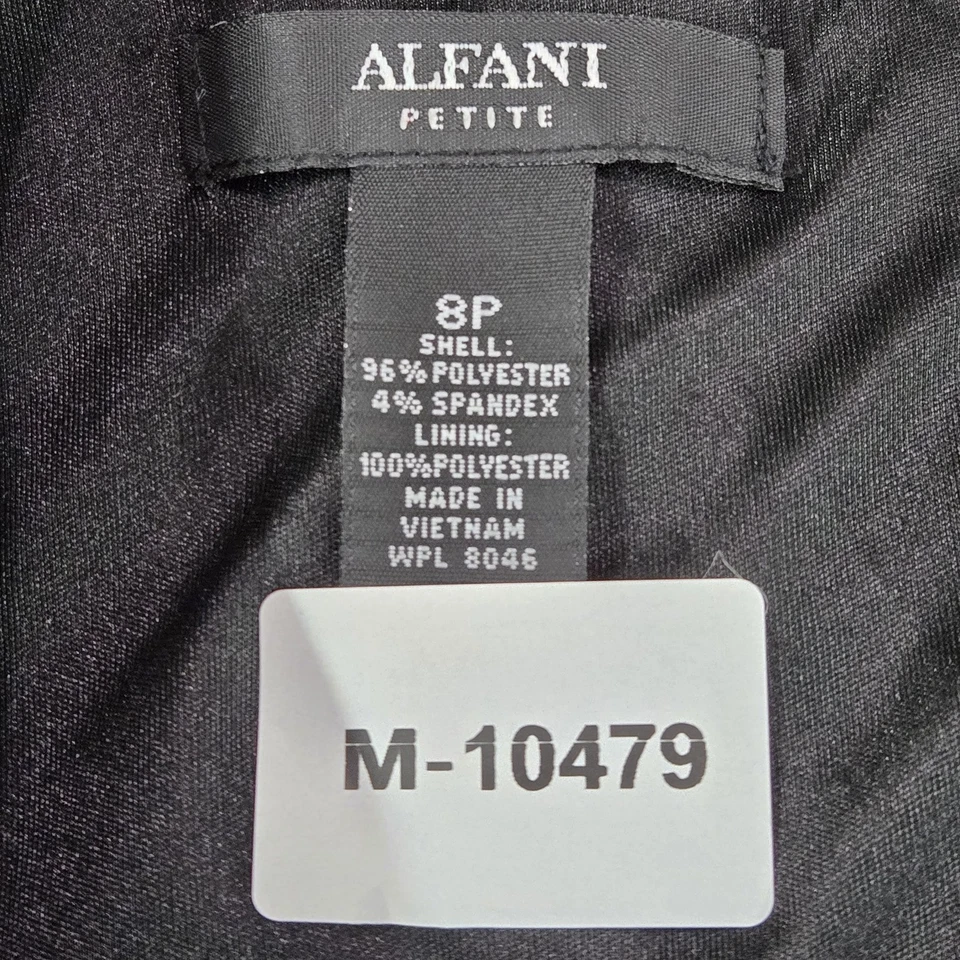 ALFANI
PETITE
8P
SHELL:
96% POLYESTER
4% SPANDEX
LINING:
100% POLYESTER
MADE IN
VIETNAM
WPL 8046
M-10479